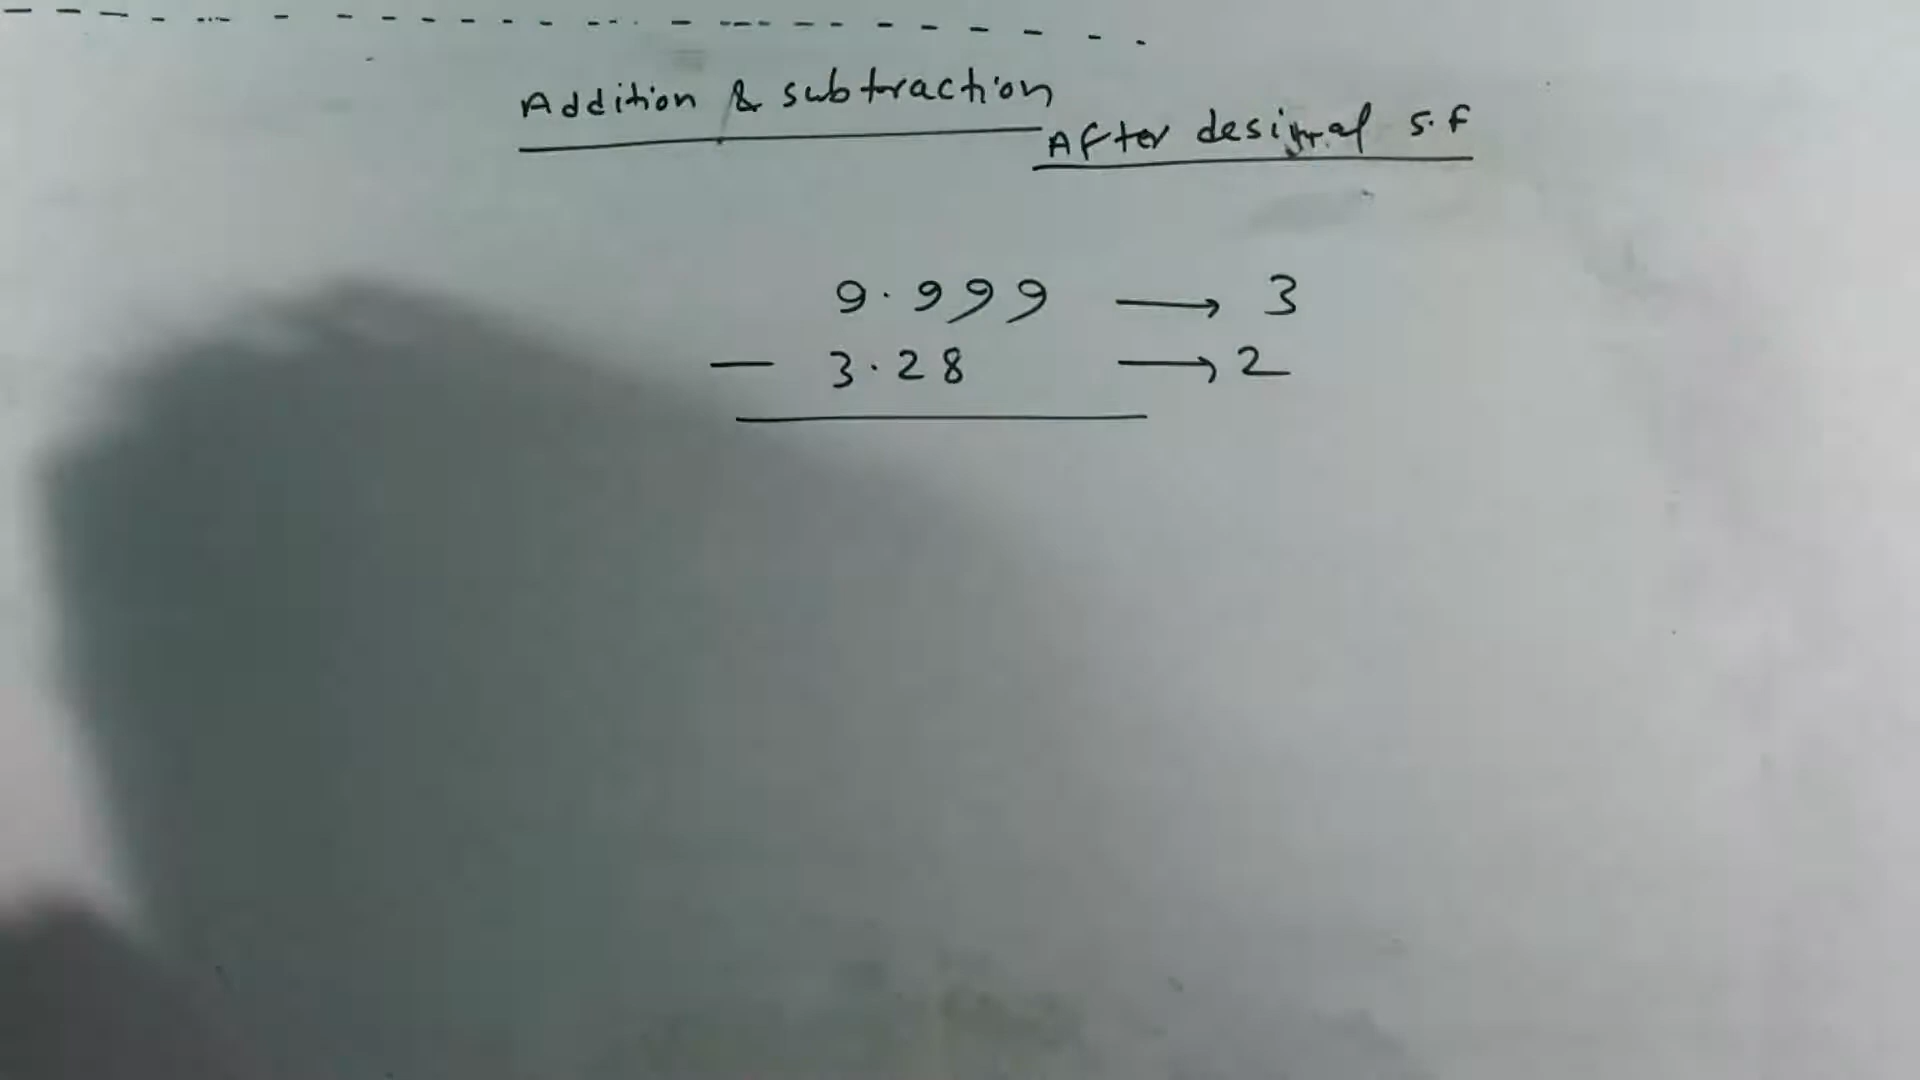 Addition & subtraction
After desimal s.f
9.999 → 3
— 3.28 → 2